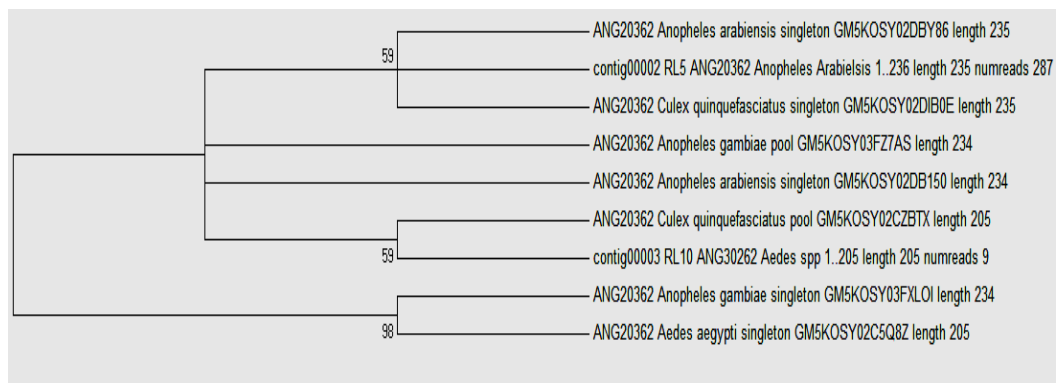 ANG20362 Anopheles arabiensis singleton GM5KOSY02DBY86 length 235
59
contig00002 RL5 ANG20362 Anopheles Arabielsis 1..236 length 235 numreads 287
ANG20362 Culex quinquefasciatus singleton GM5KOSY02DIB0E length 235
ANG20362 Anopheles gambiae pool GM5KOSY03FZ7AS length 234
ANG20362 Anopheles arabiensis singleton GM5KOSY02DB150 length 234
ANG20362 Culex quinquefasciatus pool GM5KOSY02CZBTX length 205
59
contig00003 RL10 ANG30262 Aedes spp 1..205 length 205 numreads 9
ANG20362 Anopheles gambiae singleton GM5KOSY03FXLOI length 234
98
ANG20362 Aedes aegypti singleton GM5KOSY02C5Q8Z length 205